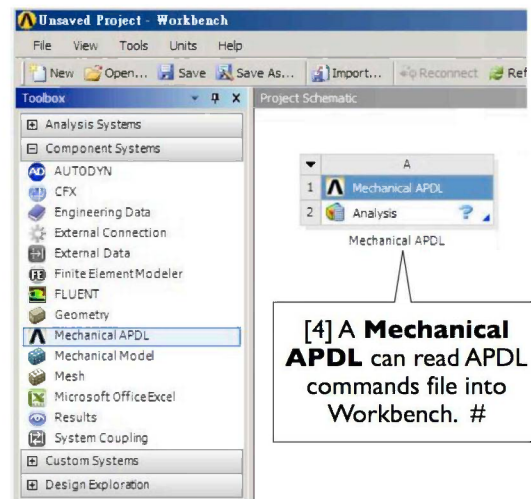 Unsaved Project - Workbench
File View Tools Units Help
New Open... Save Save As... Import... Reconnect Ref
Toolbox
Project Schematic
Analysis Systems
Component Systems
AUTODYN
CFX
Engineering Data
External Connection
External Data
Finite Element Modeler
FLUENT
Geometry
Mechanical APDL
Mechanical Model
Mesh
Microsoft Office Excel
Results
System Coupling
Custom Systems
Design Exploration
A
1 Mechanical APDL
2 Analysis ?
Mechanical APDL
[4] A Mechanical
APDL can read APDL
commands file into
Workbench. #